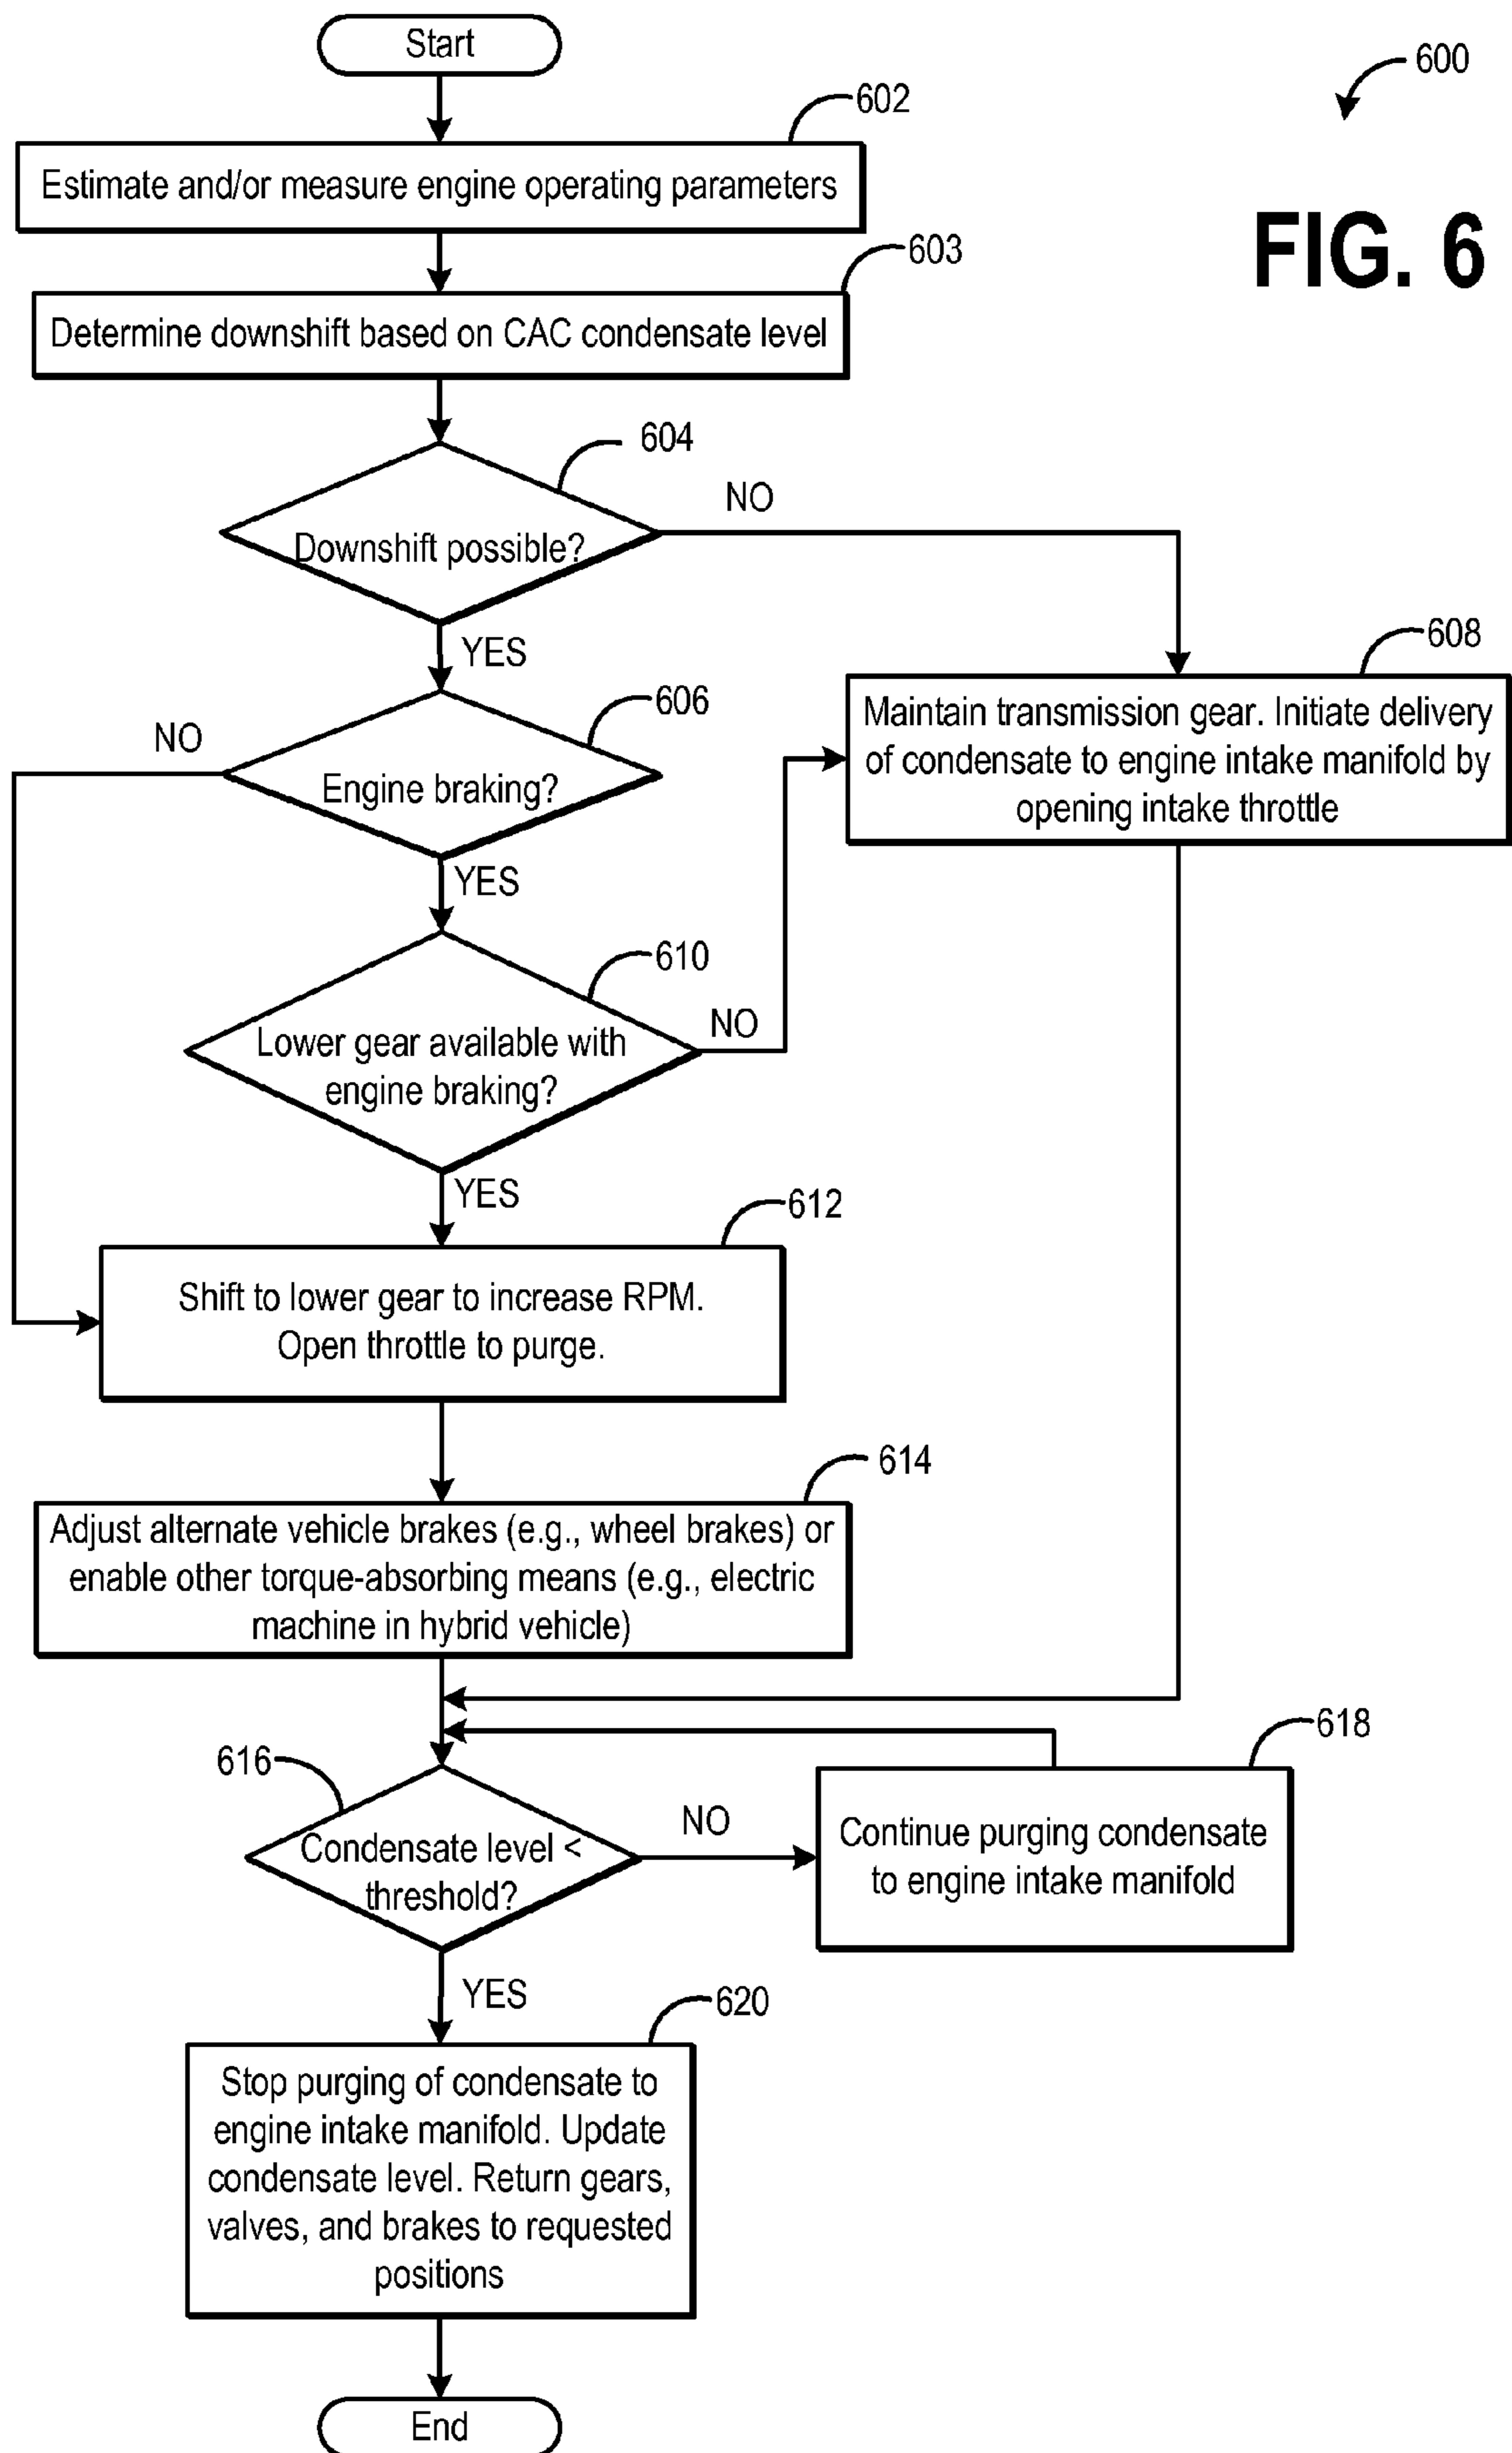 Start
600
602
Estimate and/or measure engine operating parameters
FIG. 6
603
Determine downshift based on CAC condensate level
604
NO
Downshift possible?
YES
608
606
NO
Maintain transmission gear. Initiate delivery
of condensate to engine intake manifold by
opening intake throttle
Engine braking?
YES
610
NO
Lower gear available with
engine braking?
YES
612
Shift to lower gear to increase RPM.
Open throttle to purge.
614
Adjust alternate vehicle brakes (e.g., wheel brakes) or
enable other torque-absorbing means (e.g., electric
machine in hybrid vehicle)
618
616
NO
Condensate level <
threshold?
Continue purging condensate
to engine intake manifold
YES
620
Stop purging of condensate to
engine intake manifold. Update
condensate level. Return gears,
valves, and brakes to requested
positions
End